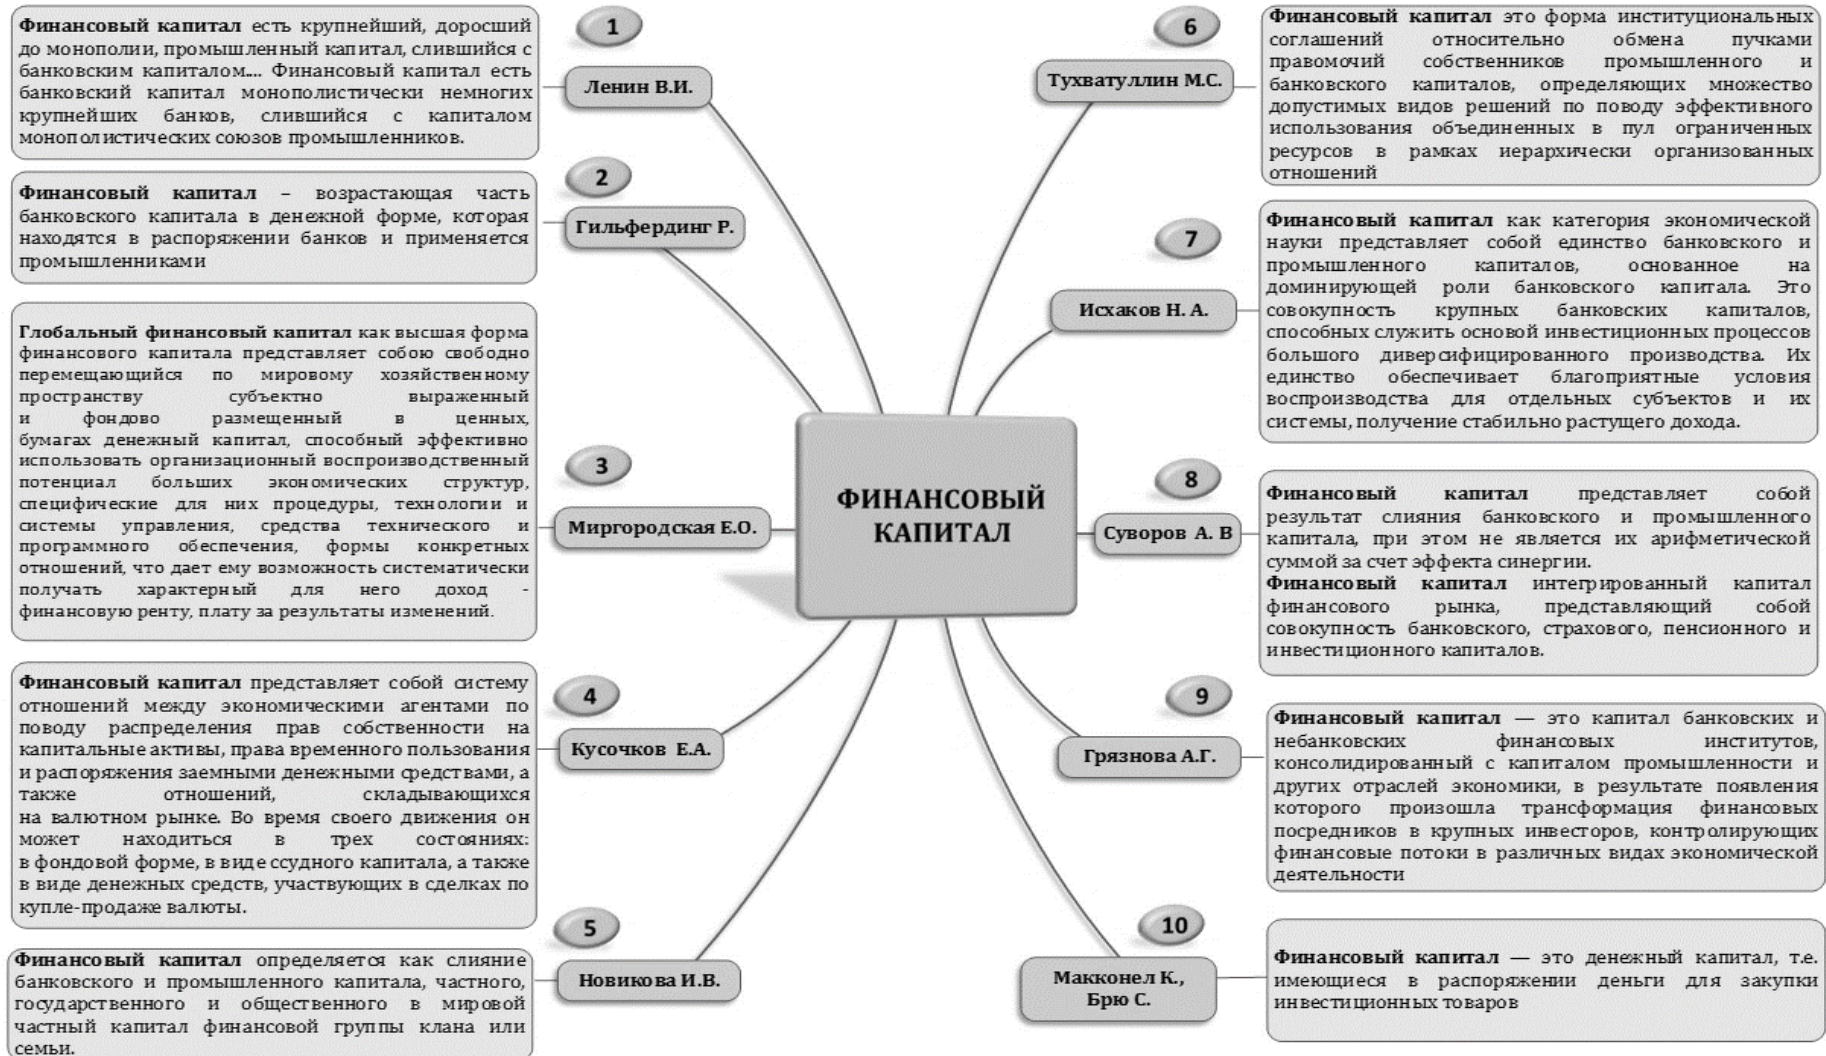 1
Финансовый капитал есть крупнейший, доросший
до монополии, промышленный капитал, слившийся с
банковским капиталом.... Финансовый капитал есть
банковский капитал монополистически немногих
крупнейших банков, слившийся с капиталом
монополистических союзов промышленников.
Ленин В.И.
2
Финансовый капитал – возрастающая часть
банковского капитала в денежной форме, которая
находятся в распоряжении банков и применяется
промышленниками
Гильфердинг Р.
3
Глобальный финансовый капитал как высшая форма
финансового капитала представляет собою свободно
перемещающийся по мировому хозяйственному
пространству субъектно выраженный
и фондово размещенный в ценных,
бумагах денежный капитал, способный эффективно
использовать организационный воспроизводственный
потенциал больших экономических структур,
специфические для них процедуры, технологии и
системы управления, средства технического и
программного обеспечения, формы конкретных
отношений, что дает ему возможность систематически
получать характерный для него доход -
финансовую ренту, плату за результаты изменений.
Миргородская Е.О.
4
Финансовый капитал представляет собой систему
отношений между экономическими агентами по
поводу распределения прав собственности на
капитальные активы, права временного пользования
и распоряжения заемными денежными средствами, а
также отношений, складывающихся
на валютном рынке. Во время своего движения он
может находиться в трех состояниях:
в фондовой форме, в виде ссудного капитала, а также
в виде денежных средств, участвующих в сделках по
купле-продаже валюты.
Кусочков Е.А.
5
Финансовый капитал определяется как слияние
банковского и промышленного капитала, частного,
государственного и общественного в мировой
частный капитал финансовой группы клана или
семьи.
Новикова И.В.
ФИНАНСОВЫЙ
КАПИТАЛ
6
Тухватуллин М.С.
Финансовый капитал это форма институциональных
соглашений относительно обмена пучками
правомочий собственников промышленного и
банковского капиталов, определяющих множество
допустимых видов решений по поводу эффективного
использования объединенных в пул ограниченных
ресурсов в рамках иерархически организованных
отношений
7
Исхаков Н. А.
Финансовый капитал как категория экономической
науки представляет собой единство банковского и
промышленного капиталов, основанное на
доминирующей роли банковского капитала. Это
совокупность крупных банковских капиталов,
способных служить основой инвестиционных процессов
большого диверсифицированного производства. Их
единство обеспечивает благоприятные условия
воспроизводства для отдельных субъектов и их
системы, получение стабильно растущего дохода.
8
Суворов А. В
Финансовый капитал представляет собой
результат слияния банковского и промышленного
капитала, при этом не является их арифметической
суммой за счет эффекта синергии.
Финансовый капитал интегрированный капитал
финансового рынка, представляющий собой
совокупность банковского, страхового, пенсионного и
инвестиционного капиталов.
9
Грязнова А.Г.
Финансовый капитал — это капитал банковских и
небанковских финансовых институтов,
консолидированный с капиталом промышленности и
других отраслей экономики, в результате появления
которого произошла трансформация финансовых
посредников в крупных инвесторов, контролирующих
финансовые потоки в различных видах экономической
деятельности
10
Макконел К.,
Брю С.
Финансовый капитал — это денежный капитал, т.е.
имеющиеся в распоряжении деньги для закупки
инвестиционных товаров